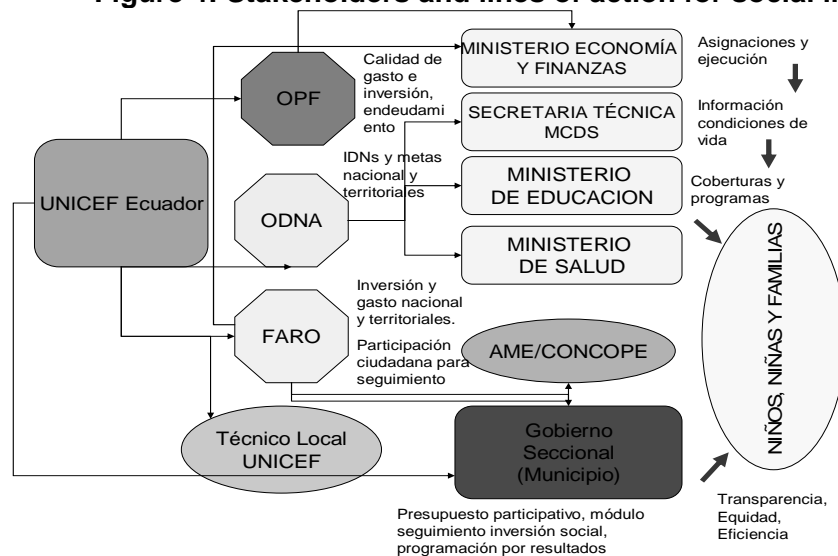 Figure 4. Stakeholders and lines of action for social
MINISTERIO ECONOMÍA
Y FINANZAS
Asignaciones y
ejecución
Calidad de
gasto e
inversión,
endeudami
ento
OPF
SECRETARIA TÉCNICA
MCDS
Información
condiciones de
vida
IDNs y metas
nacional y
territoriales
MINISTERIO
DE EDUCACION
Coberturas y
programas
UNICEF Ecuador
ODNA
MINISTERIO
DE SALUD
NIÑOS, NIÑAS Y FAMILIAS
Inversión y
gasto nacional
y territoriales.
FARO
Participación
ciudadana para
seguimiento
AME/CONCOPE
Técnico Local
UNICEF
Gobierno
Seccional
(Municipio)
Presupuesto participativo, módulo
seguimiento inversión social,
programación por resultados
Transparencia,
Equidad,
Eficiencia